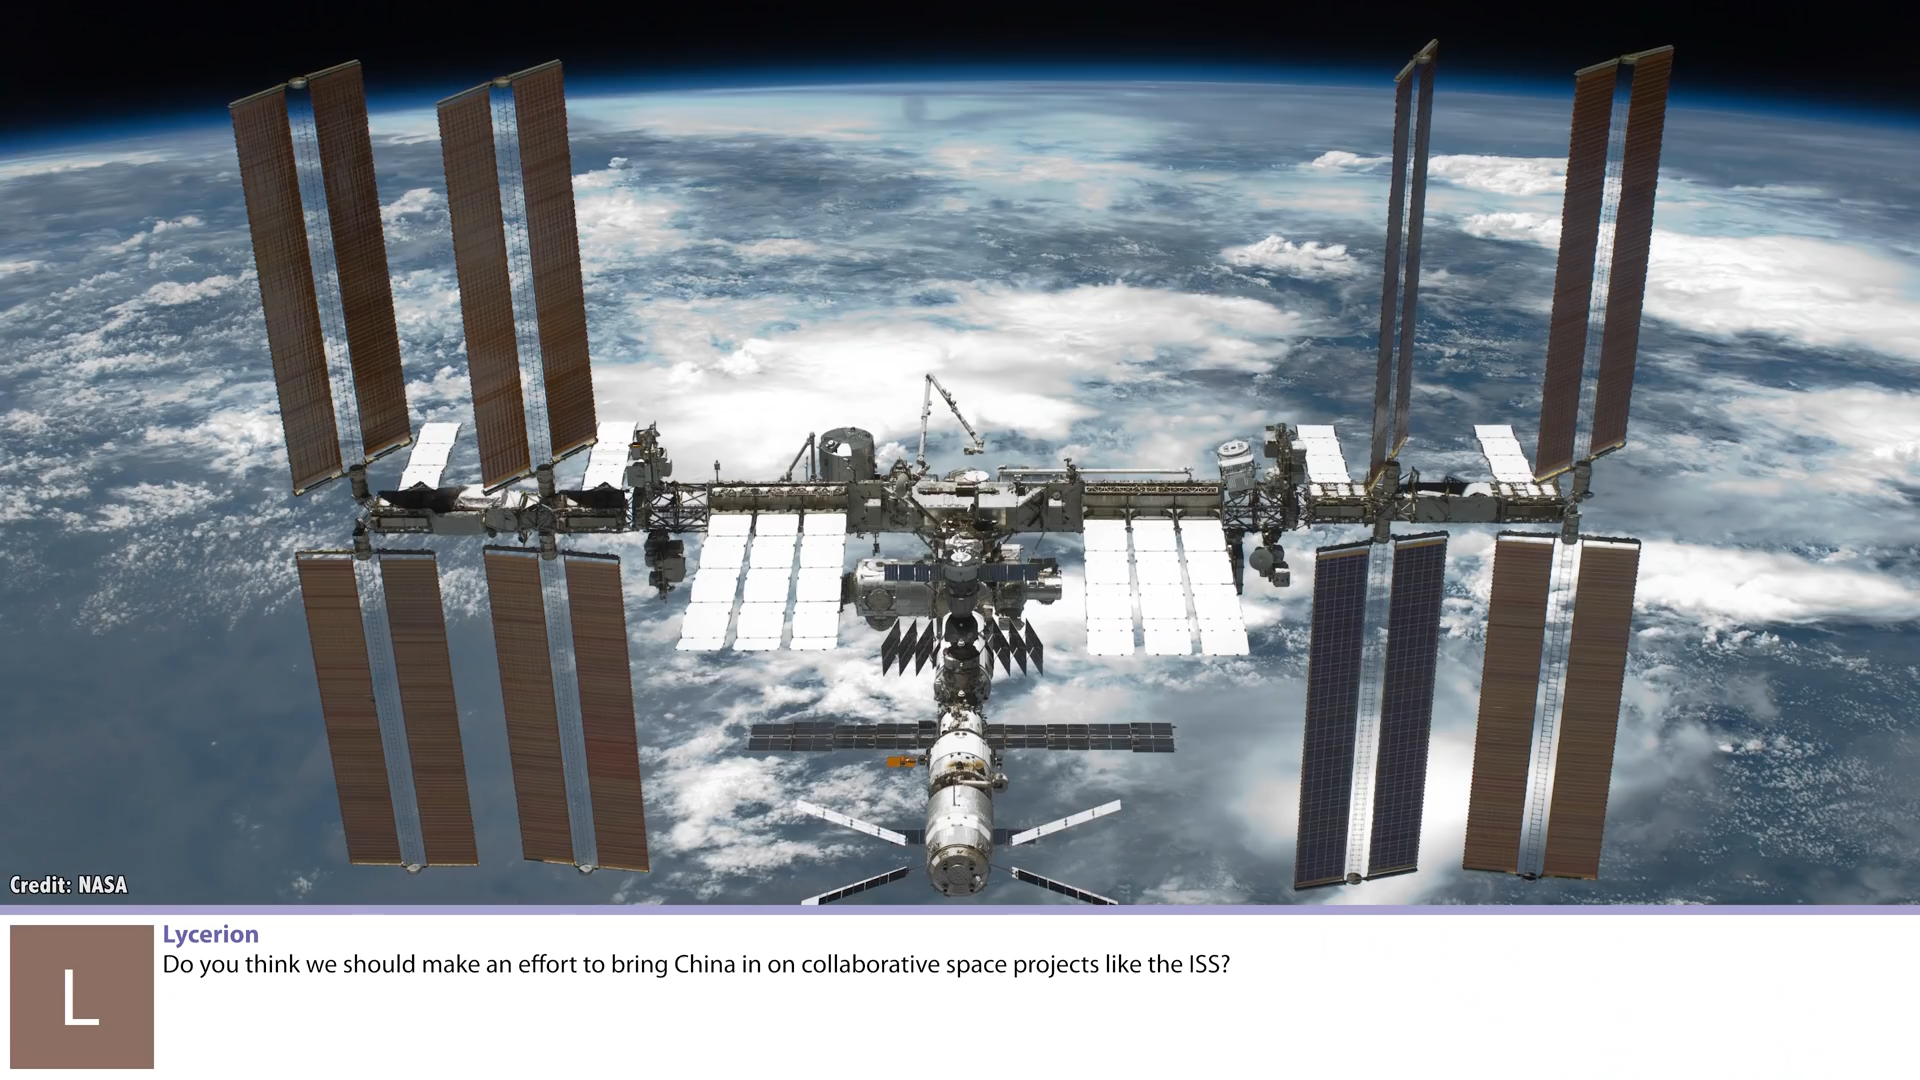 Credit: NASA
Lycerion
L
Do you think we should make an effort to bring China in on collaborative space projects like the ISS?